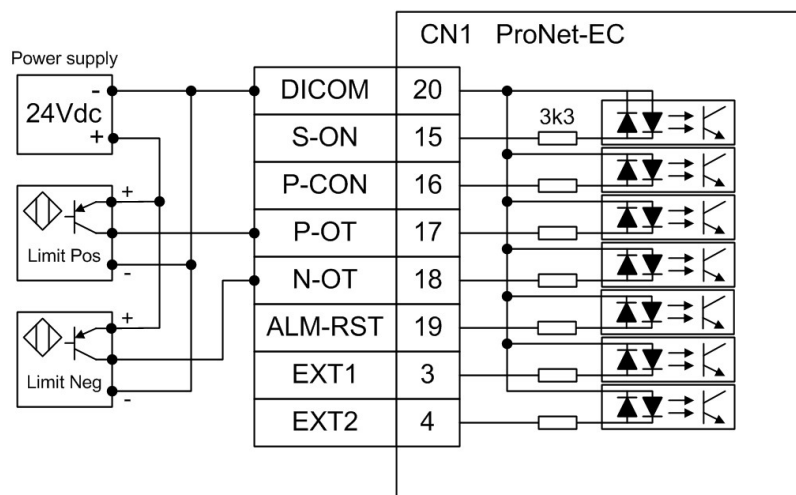 CN1 ProNet-EC
Power supply
24Vdc
-
+
DICOM 20
S-ON 15
3k3
P-CON 16
P-OT 17
N-OT 18
ALM-RST 19
EXT1 3
EXT2 4
+
Limit Pos
-
+
Limit Neg
-